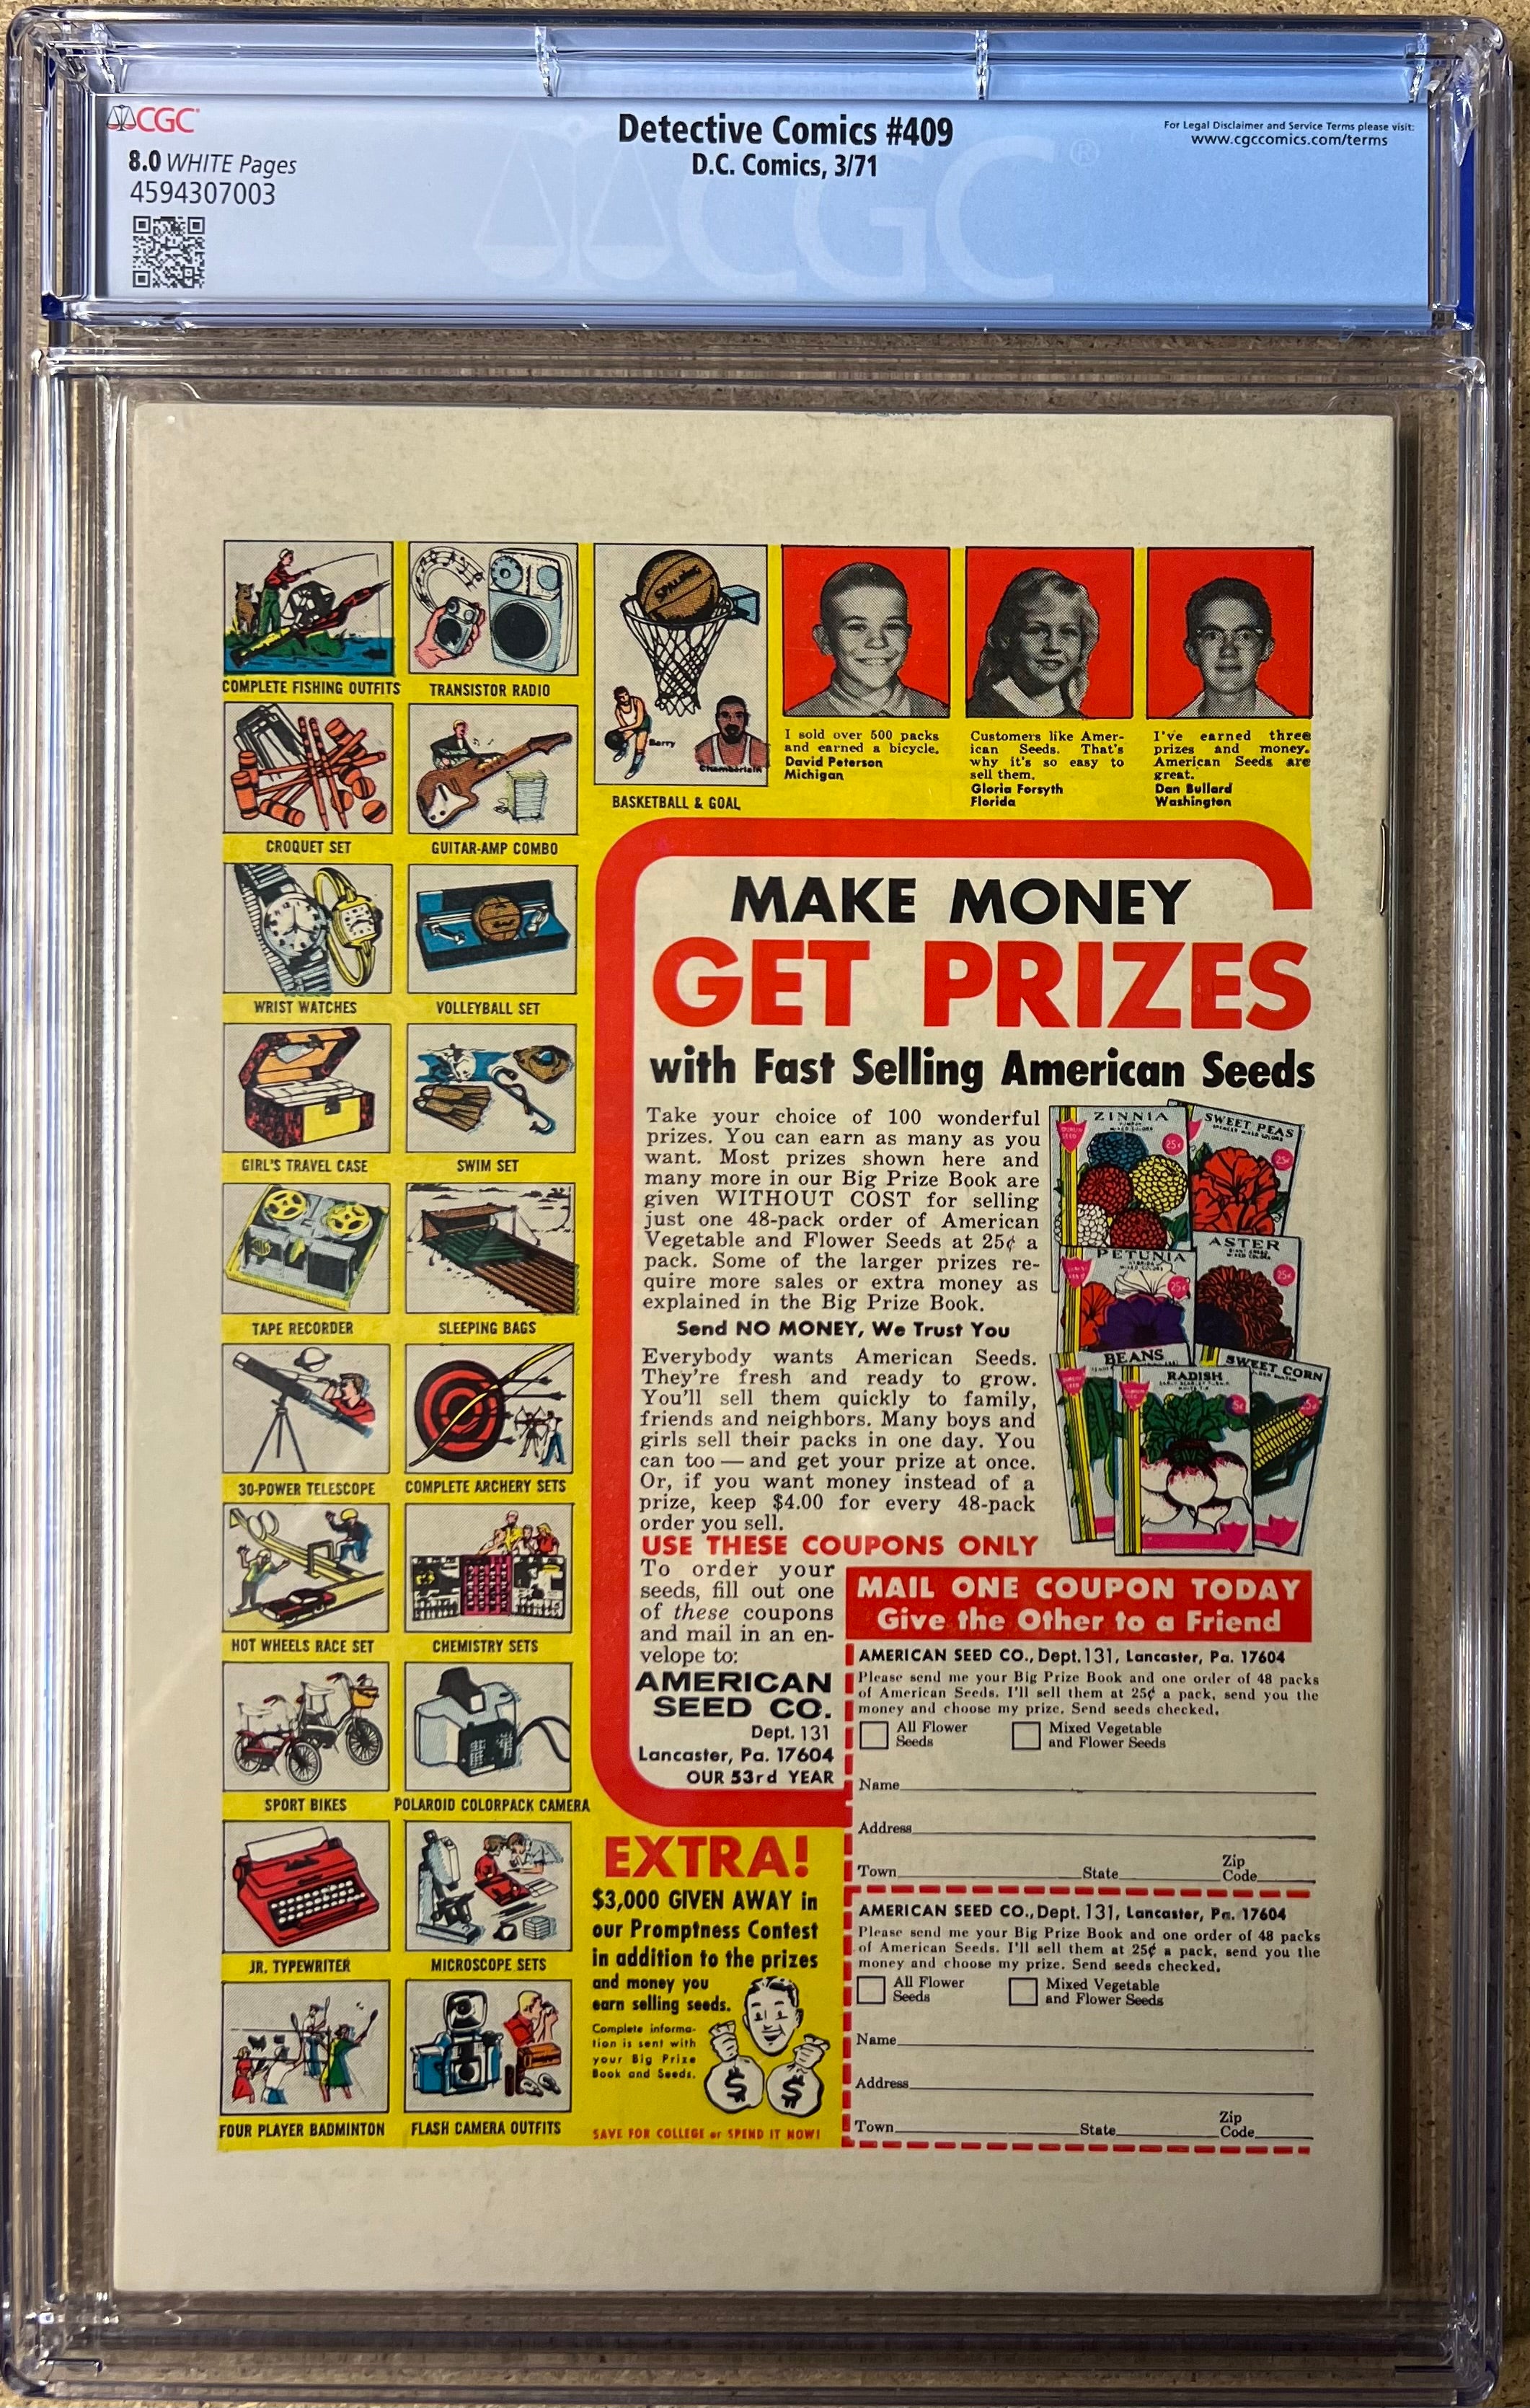 CGC
8.0 WHITE Pages
4594307003
Detective Comics #409
D.C. Comics, 3/71
For Legal Disclaimer and Service Terms please visit:
www.cgccomics.com/terms
CGC®
COMPLETE FISHING OUTFITS
TRANSISTOR RADIO
CROQUET SET
GUITAR-AMP COMBO
WRIST WATCHES
VOLLEYBALL SET
GIRL'S TRAVEL CASE
SWIM SET
TAPE RECORDER
SLEEPING BAGS
30-POWER TELESCOPE
COMPLETE ARCHERY SETS
HOT WHEELS RACE SET
CHEMISTRY SETS
SPORT BIKES
POLAROID COLORPACK CAMERA
JR. TYPEWRITER
MICROSCOPE SETS
FOUR PLAYER BADMINTON
FLASH CAMERA OUTFITS
SPALDING
Barry
Chamberlain
BASKETBALL & GOAL
I sold over 500 packs
and earned a bicycle.
David Peterson
Michigan
Customers like Amer-
ican Seeds. That's
why it's so easy to
sell them.
Gloria Forsyth
Florida
I've earned three
prizes and money.
American Seeds are
great.
Dan Bullard
Washington
MAKE MONEY
GET PRIZES
with Fast Selling American Seeds
Take your choice of 100 wonderful
prizes. You can earn as many as you
want. Most prizes shown here and
many more in our Big Prize Book are
given WITHOUT COST for selling
just one 48-pack order of American
Vegetable and Flower Seeds at 25¢ a
pack. Some of the larger prizes re-
quire more sales or extra money as
explained in the Big Prize Book.
Send NO MONEY, We Trust You
Everybody wants American Seeds.
They're fresh and ready to grow.
You'll sell them quickly to family,
friends and neighbors. Many boys and
girls sell their packs in one day. You
can too — and get your prize at once.
Or, if you want money instead of a
prize, keep $4.00 for every 48-pack
order you sell.
ZINNIA
25¢
SWEET PEAS
25¢
PETUNIA
25¢
ASTER
25¢
BEANS
RADISH
SWEET CORN
USE THESE COUPONS ONLY
To order your
seeds, fill out one
of these coupons
and mail in an en-
velope to:
AMERICAN
SEED CO.
Dept. 131
Lancaster, Pa. 17604
OUR 53rd YEAR
MAIL ONE COUPON TODAY
Give the Other to a Friend
AMERICAN SEED CO., Dept. 131, Lancaster, Pa. 17604
Please send me your Big Prize Book and one order of 48 packs
of American Seeds. I'll sell them at 25¢ a pack, send you the
money and choose my prize. Send seeds checked.
All Flower
Seeds
Mixed Vegetable
and Flower Seeds
Name
Address
Town State Zip
Code
AMERICAN SEED CO., Dept. 131, Lancaster, Pa. 17604
Please send me your Big Prize Book and one order of 48 packs
of American Seeds. I'll sell them at 25¢ a pack, send you the
money and choose my prize. Send seeds checked.
All Flower
Seeds
Mixed Vegetable
and Flower Seeds
Name
Address
Town State Zip
Code
EXTRA!
$3,000 GIVEN AWAY in
our Promptness Contest
in addition to the prizes
and money you
earn selling seeds.
Complete informa-
tion is sent with
your Big Prize
Book and Seeds.
$ $
SAVE FOR COLLEGE or SPEND IT NOW!